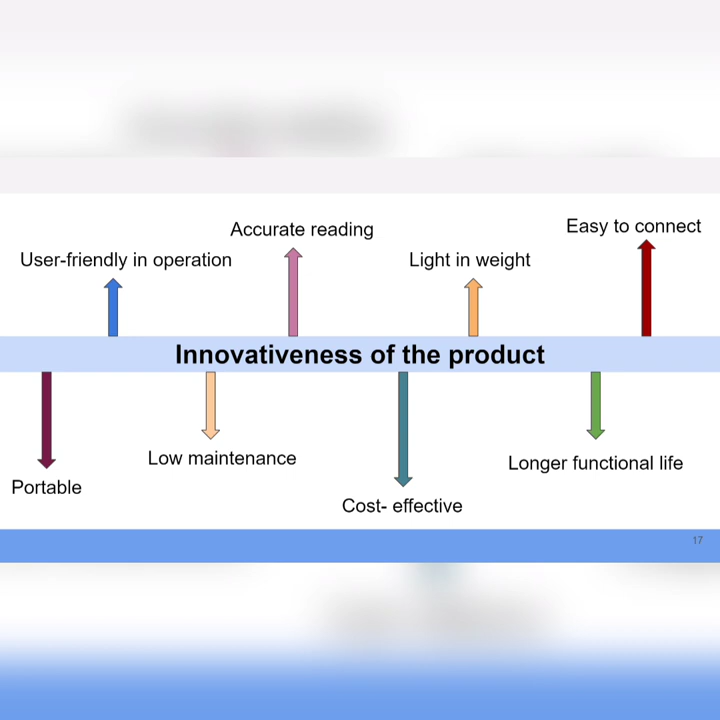 Accurate reading
Easy to connect
User-friendly in operation
Light in weight
Innovativeness of the product
Low maintenance
Longer functional life
Portable
Cost- effective
17